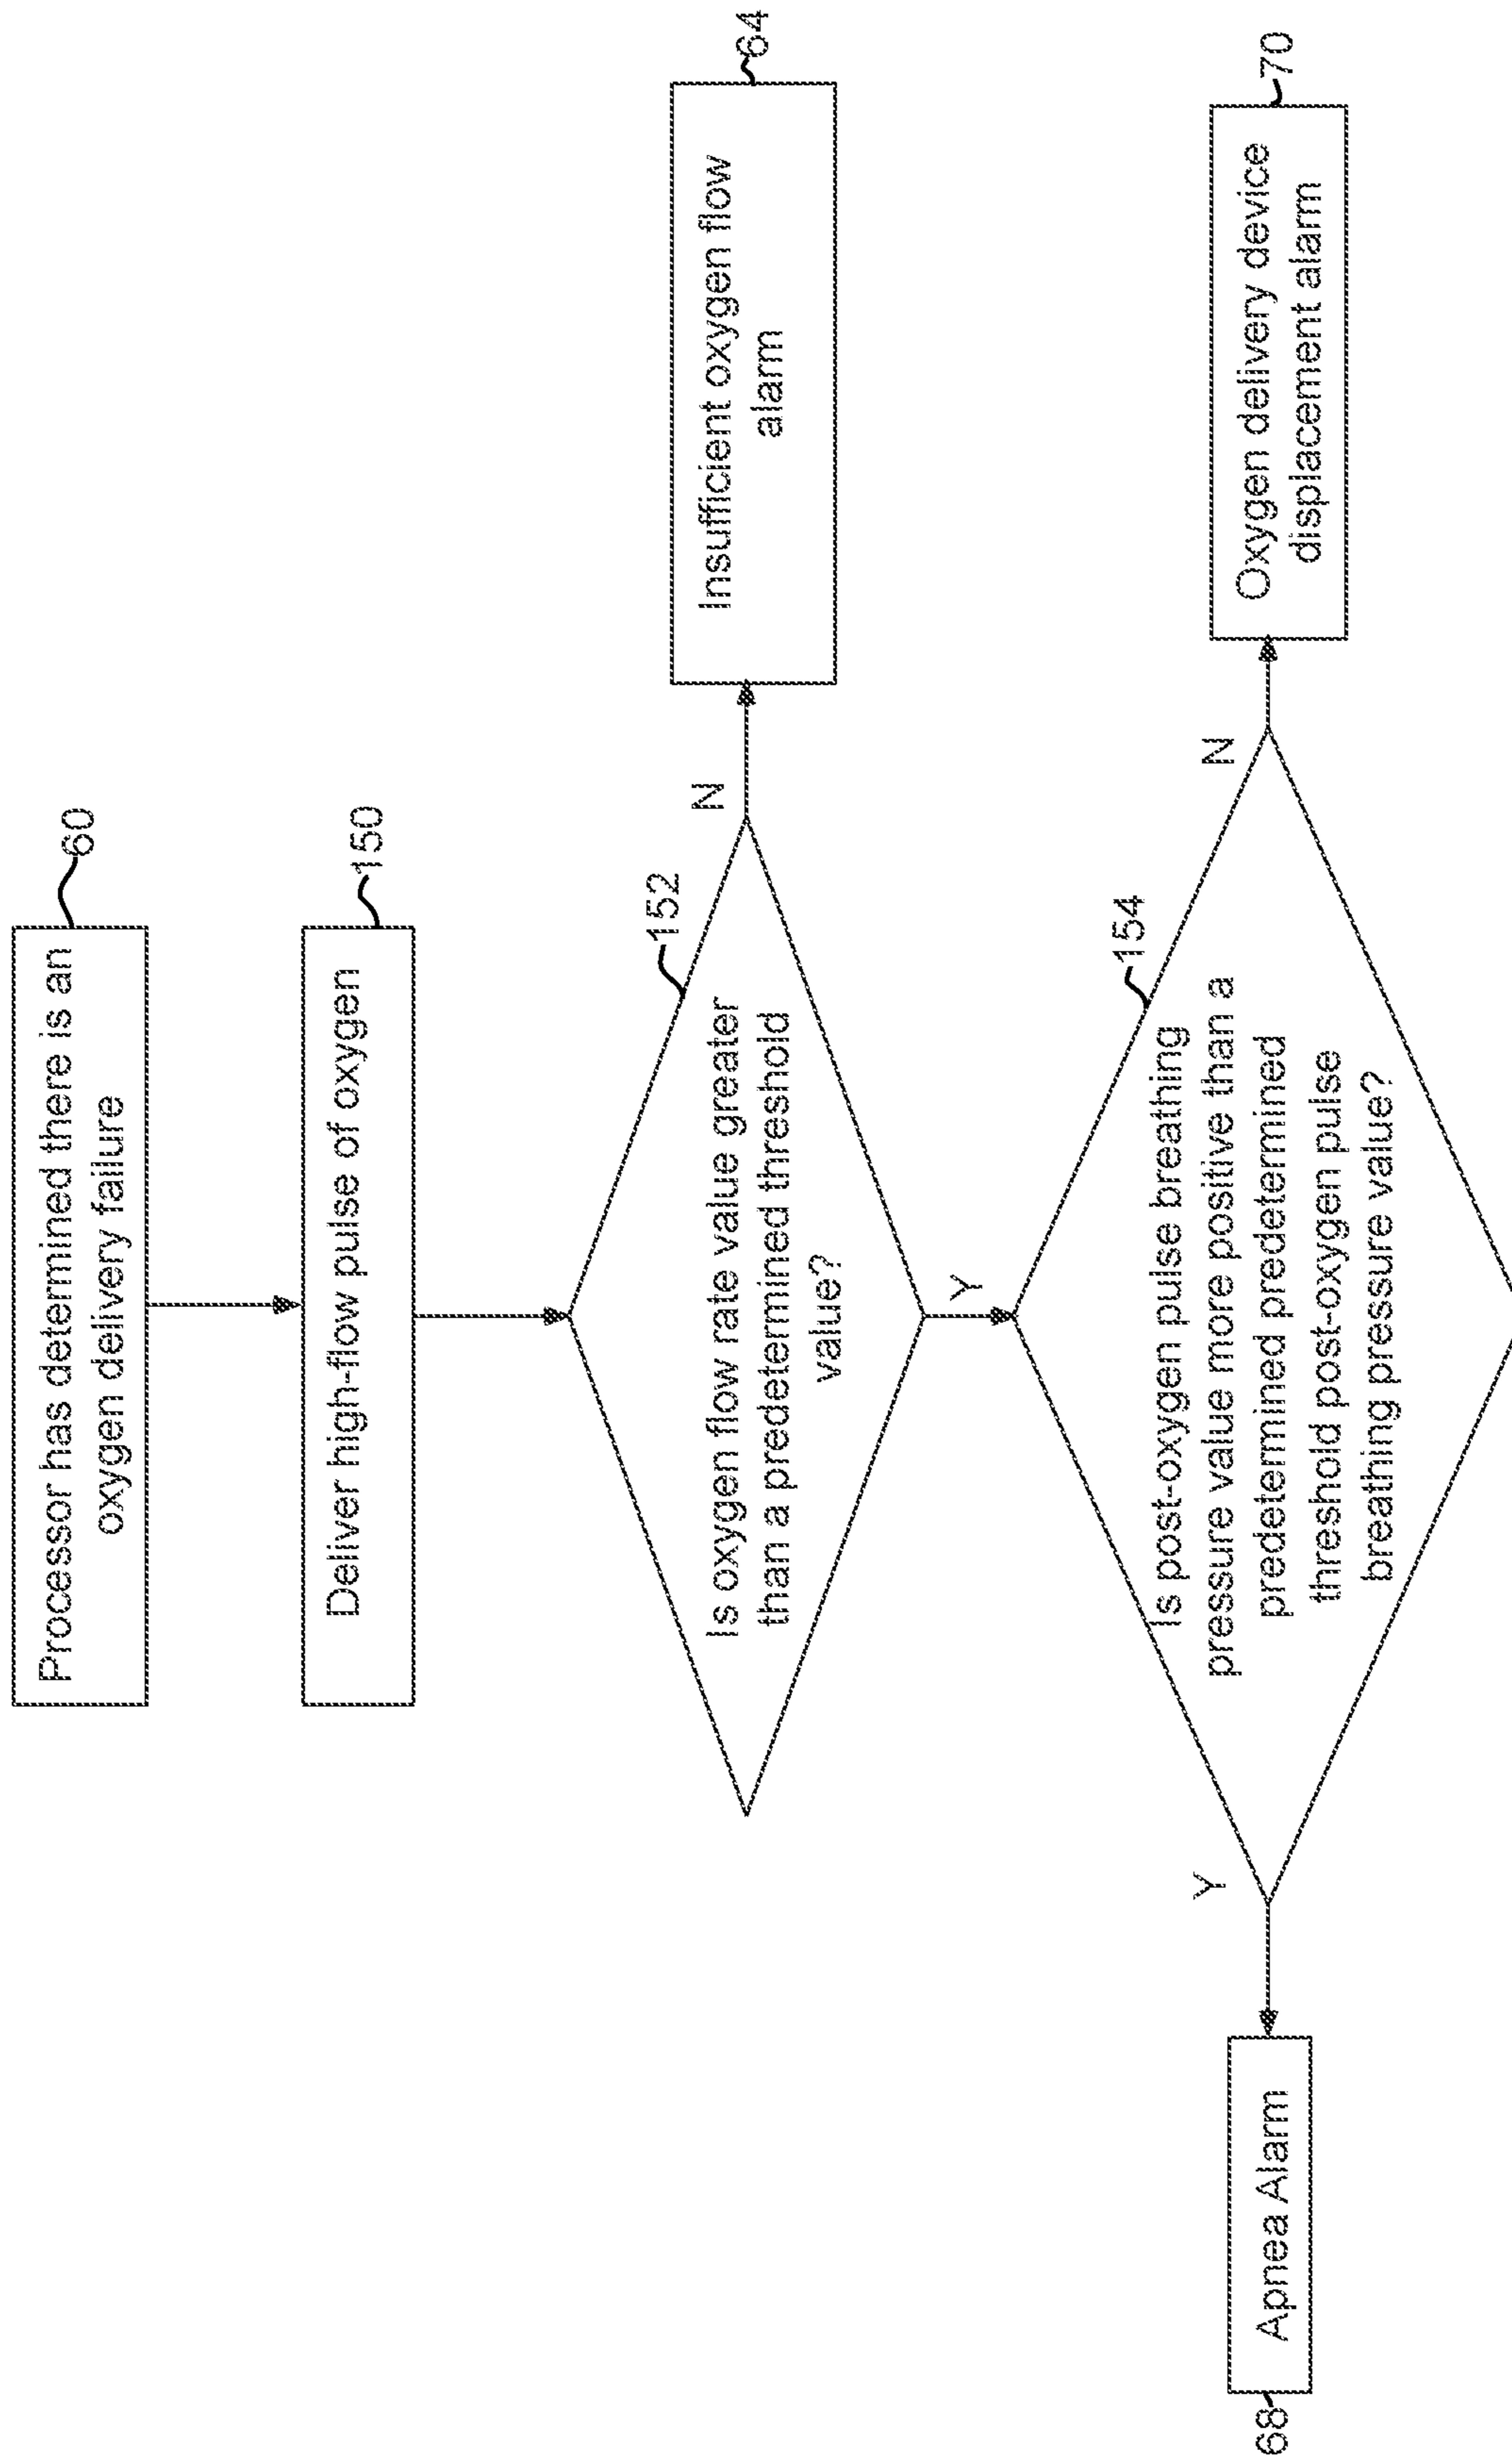 Processor has determined there is an
oxygen delivery failure
60
Deliver high-flow pulse of oxygen
150
152
Is oxygen flow rate value greater
than a predetermined threshold
value?
N
Insufficient oxygen flow
alarm
64
Y
154
Is post-oxygen pulse breathing
pressure value more positive than a
predetermined predetermined
threshold post-oxygen pulse
breathing pressure value?
Y
68
Apnea Alarm
N
Oxygen delivery device
displacement alarm
70